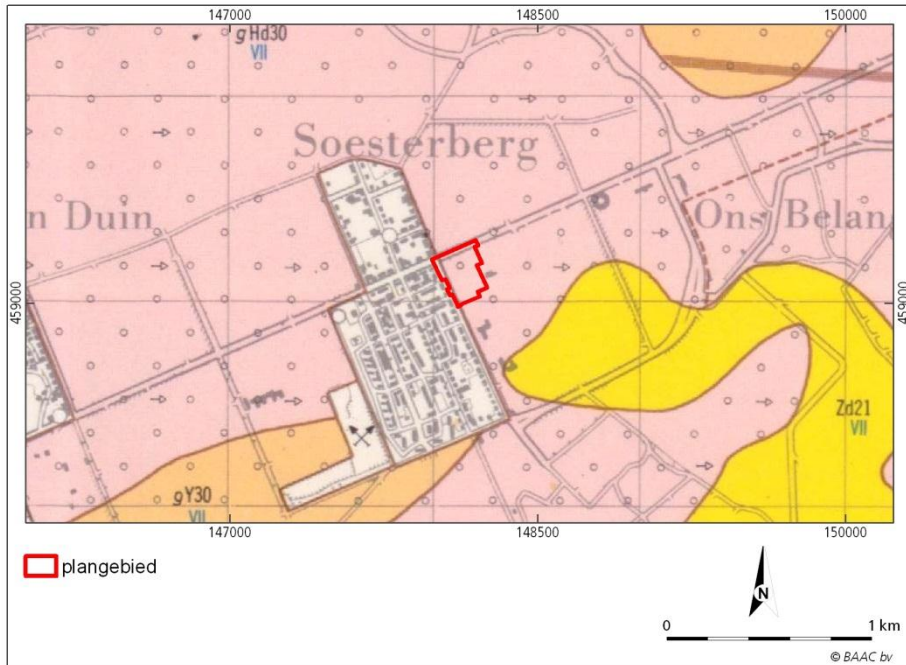 147000 148500 150000
gHd30
VII
Soesterberg
n Duin
Ons Belan
459000
459000
Zd21
VII
gY30
VII
147000 148500 150000
plangebied
N
0 1 km
© BAAC bv